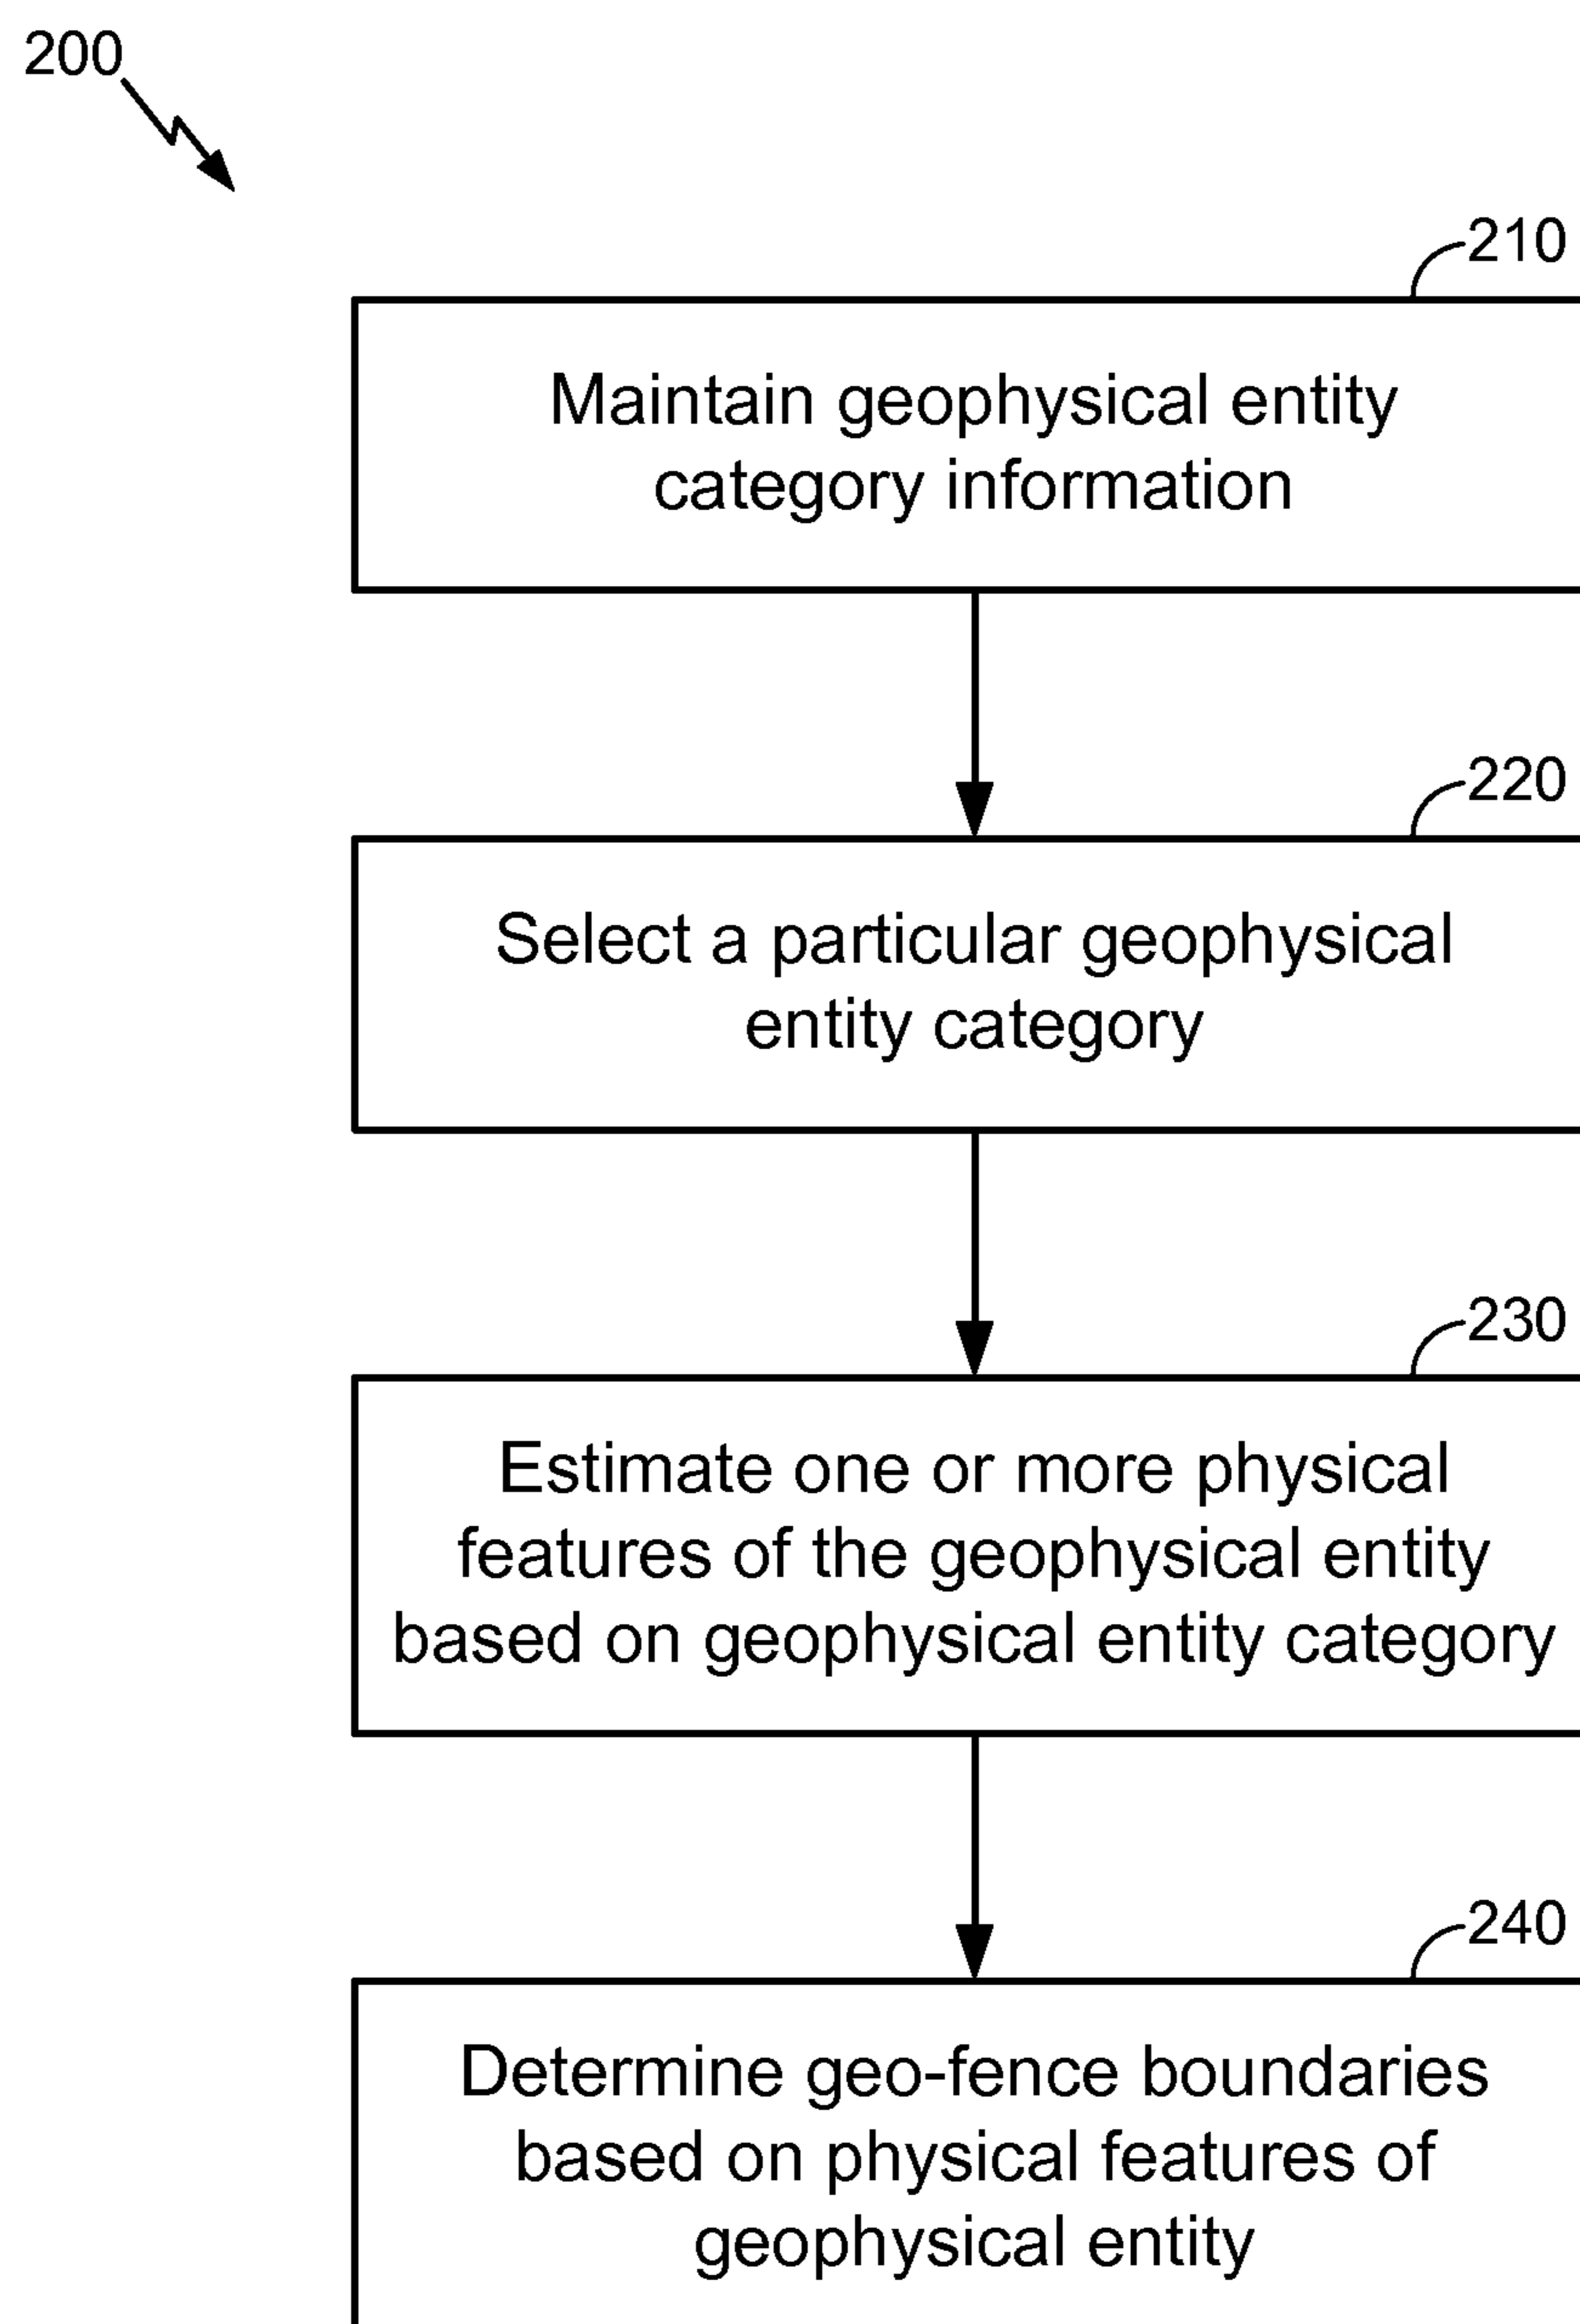 200
210
Maintain geophysical entity
category information
220
Select a particular geophysical
entity category
230
Estimate one or more physical
features of the geophysical entity
based on geophysical entity category
240
Determine geo-fence boundaries
based on physical features of
geophysical entity